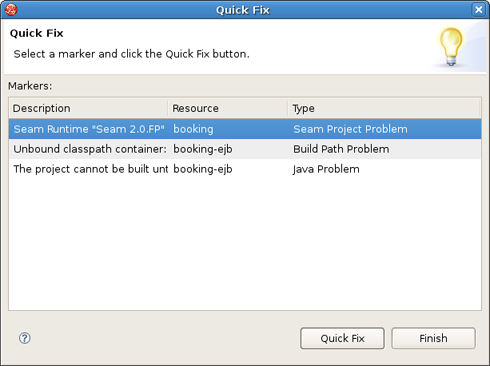 Quick Fix
Quick Fix
Select a marker and click the Quick Fix button.
Markers:
Description Resource Type
Seam Runtime "Seam 2.0.FP" booking Seam Project Problem
Unbound classpath container: booking-ejb Build Path Problem
The project cannot be built unt booking-ejb Java Problem
? Quick Fix Finish